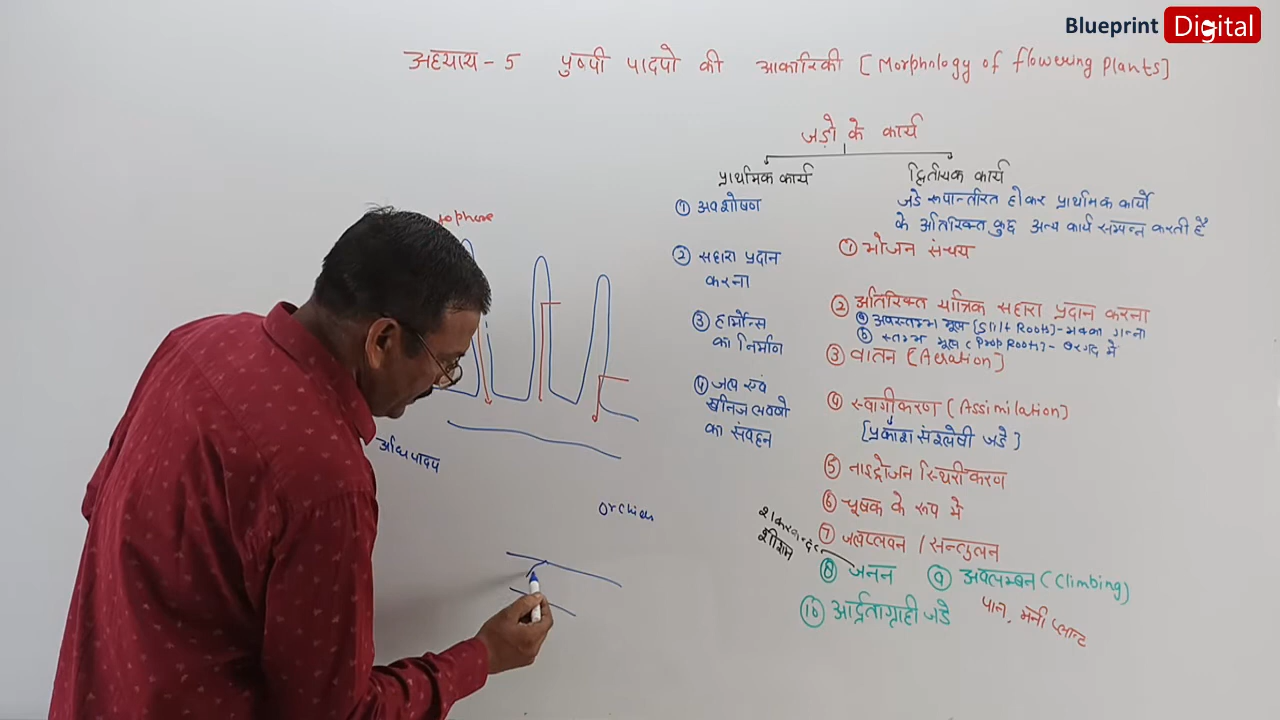 Blueprint Digital
अध्याय - 5 पुष्पी पादपो की आकारिकी [Morphology of flowering Plants]
जड़ो के कार्य
प्राथमिक कार्य
① अवशोषण
② सहारा प्रदान
करना
③ हार्मोन्स
का निर्माण
④ जल एवं
खनिज लवणो
का संवहन
द्वितीयक कार्य
जडे रूपान्तरित होकर प्राथमिक कार्यो
के अतिरिक्त कुछ अन्य कार्य सम्पन्न करती है
① भोजन संचय
② अतिरिक्त यांत्रिक सहारा प्रदान करना
ⓐ अवस्तम्भ मूल (Stilt Roots) - मक्का गन्ना
ⓑ स्तम्भ मूल (Prop Roots) - बरगद मे
③ वातन (Aeration)
④ स्वांगीकरण (Assimilation)
[प्रकाश संश्लेषी जडे]
⑤ नाइट्रोजन स्थिरीकरण
⑥ चूषक के रूप मे
⑦ जलप्लवन / सन्तुलन
शकरकन्द
शीशम
⑧ जनन ⑨ अवलम्बन (Climbing)
पान, मनी प्लान्ट
⑩ आर्द्रताग्राही जडे
ophore
अधिपादप